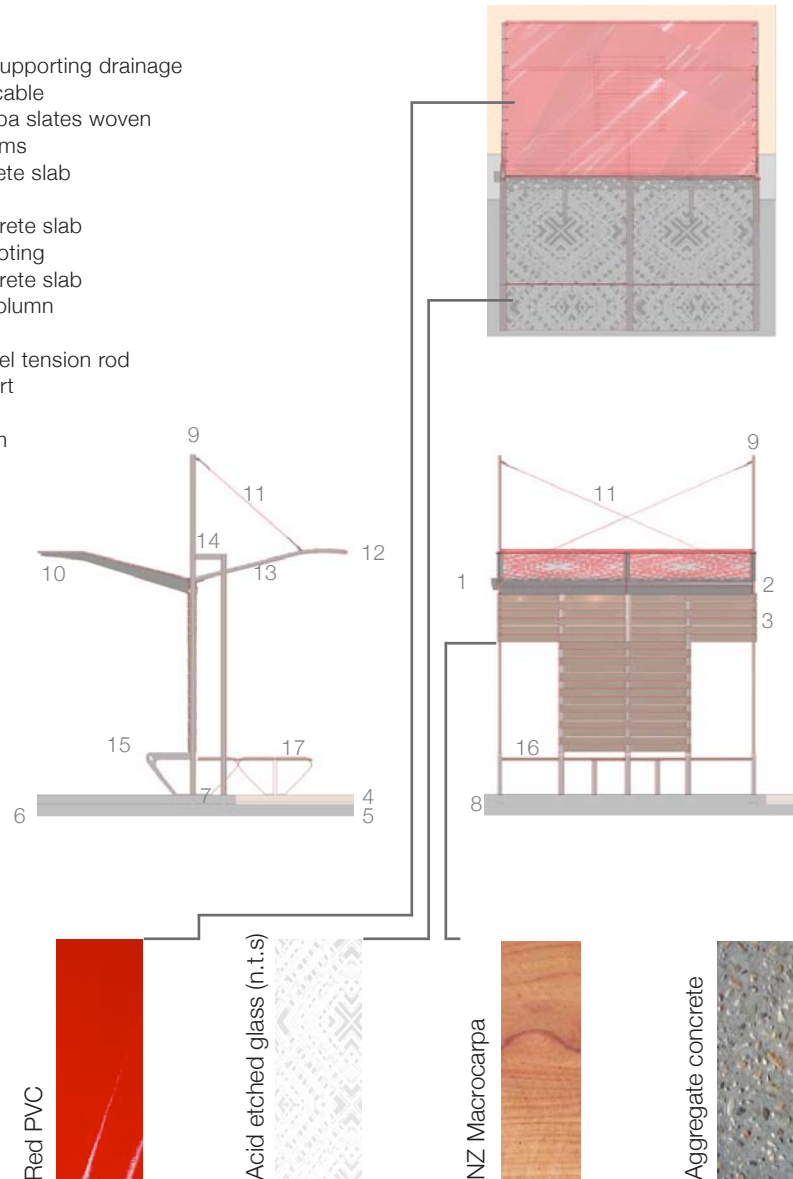 upporting drainage
cable
pa slates woven
ms
ete slab
rete slab
oting
rete slab
olumn
el tension rod
rt
n
9
11
14
10
13
12
15
17
7
4
6
5
9
11
1
2
3
16
8
Red PVC
Acid etched glass (n.t.s)
NZ Macrocarpa
Aggregate concrete